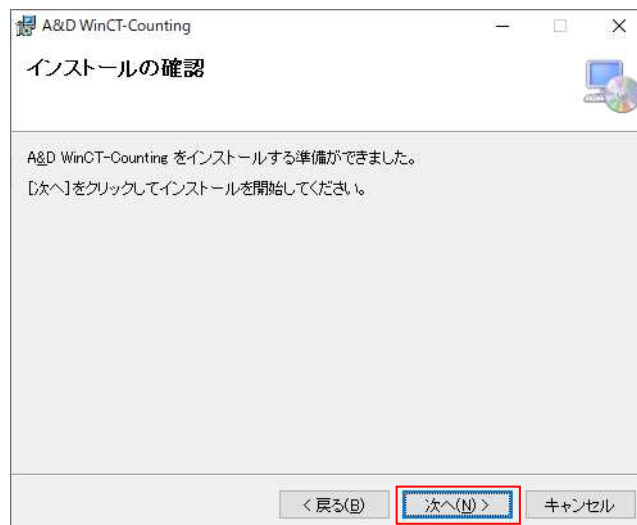 A&D WinCT-Counting
インストールの確認
A&D WinCT-Counting をインストールする準備ができました。
[次へ]をクリックしてインストールを開始してください。
< 戻る(B)
次へ(N) >
キャンセル